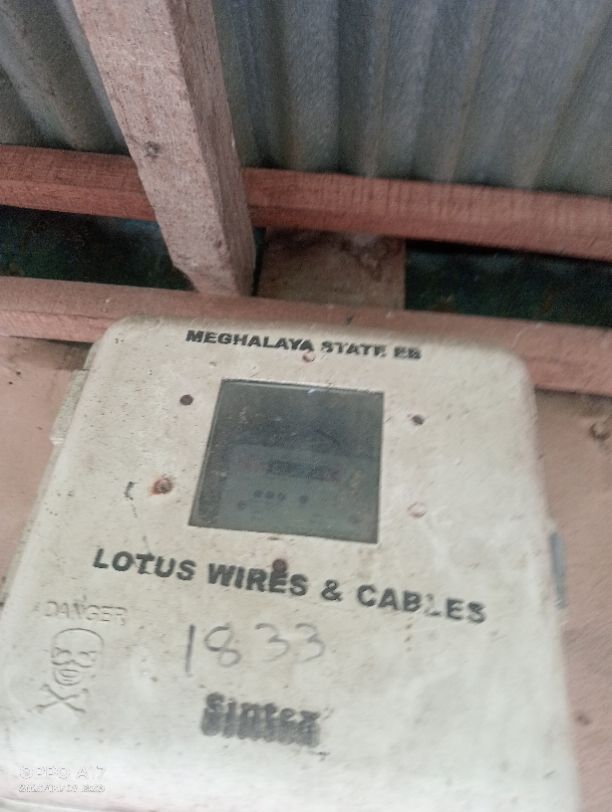 MEGHALAYA STATE EB
LOTUS WIRES & CABLES
DANGER
1833
Sintex
OPPO A17